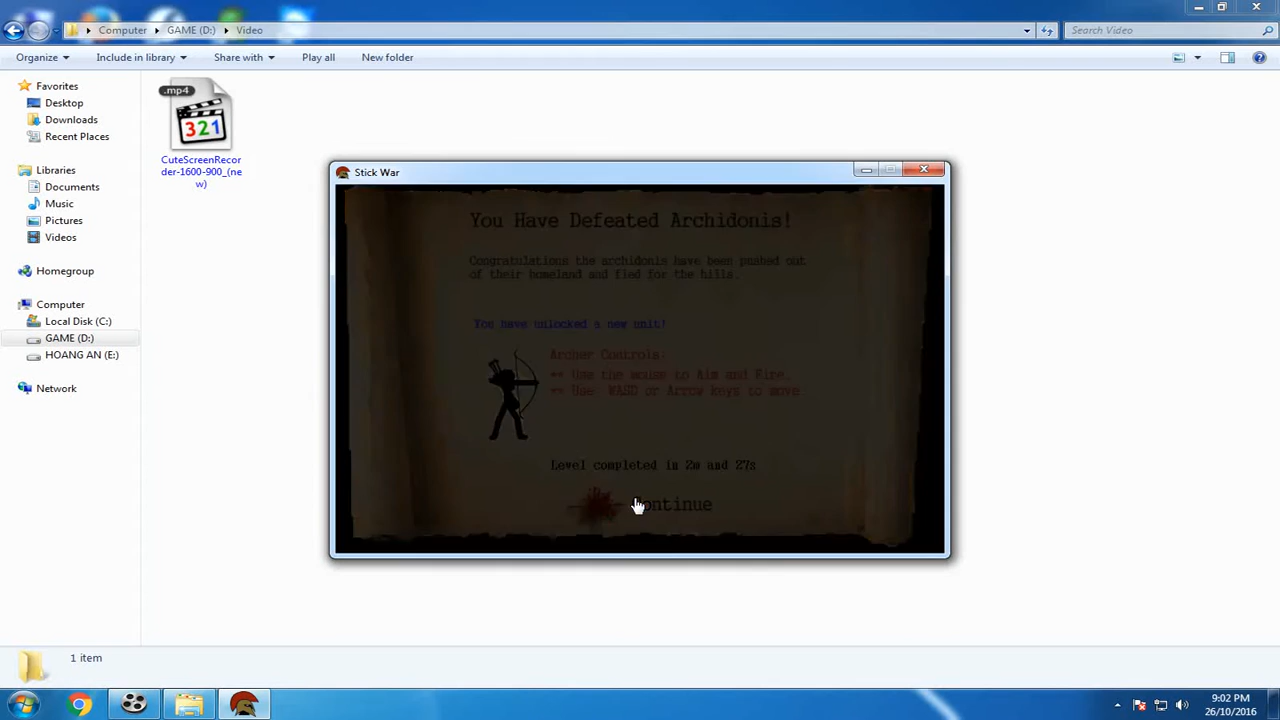 Computer GAME (D:) Video
Search Video
Organize Include in library Share with Play all New folder
Favorites
Desktop
Downloads
Recent Places
Libraries
Documents
Music
Pictures
Videos
Homegroup
Computer
Local Disk (C:)
GAME (D:)
HOANG AN (E:)
Network
.mp4
321
CuteScreenRecor
der-1600-900_(ne
w)
Stick War
You Have Defeated Archidonis!
Congratulations the archidonis have been pushed out
of their homeland and fled for the hills.
You have unlocked a new unit!
Archer Controls:
** Use the mouse to Aim and Fire.
** Use WASD or Arrow keys to move
Level completed in 2m and 27s
Continue
1 item
9:02 PM
26/10/2016